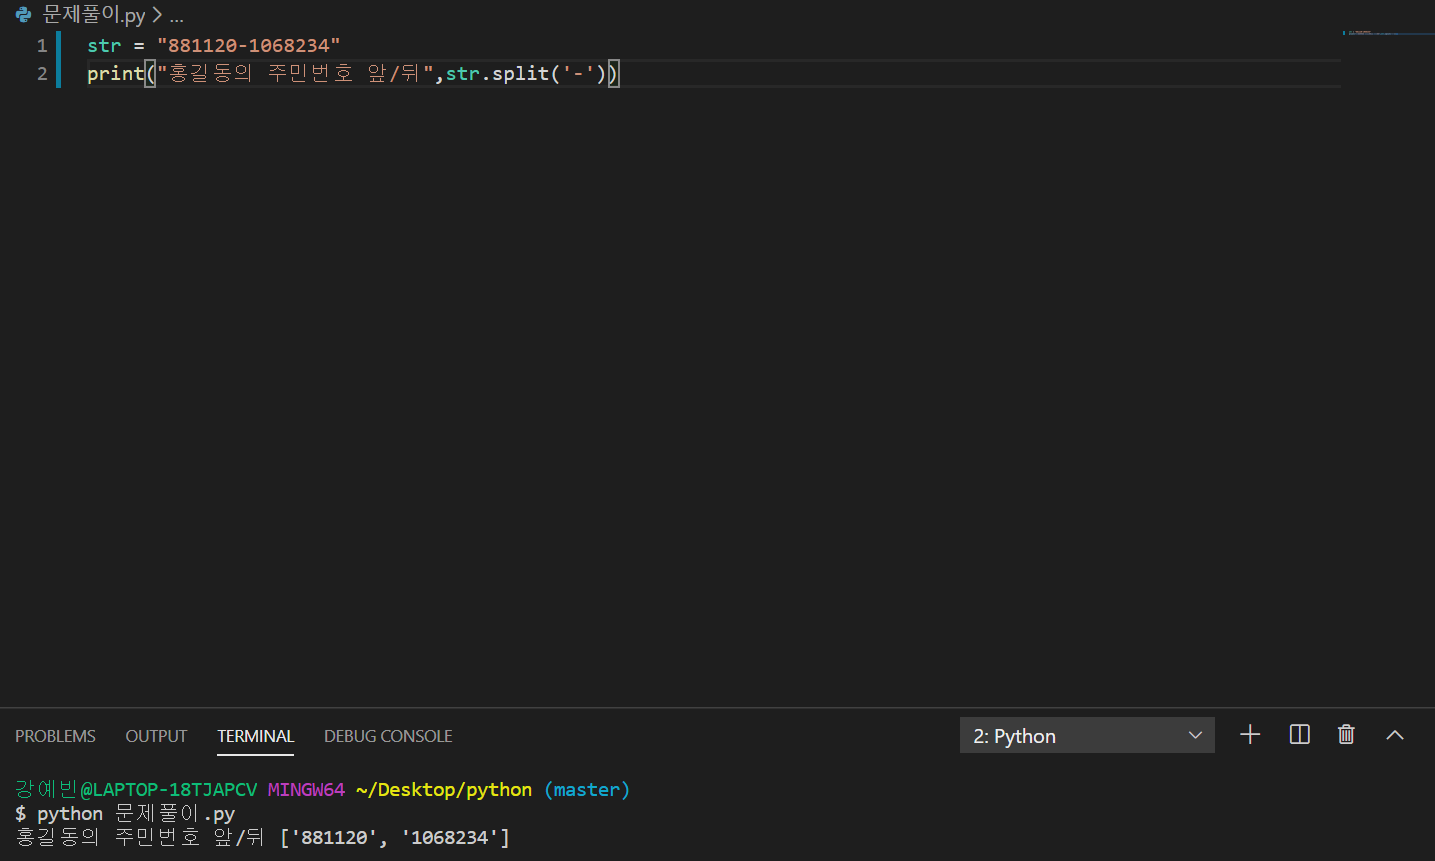 문제풀이.py > ...
1 str = "881120-1068234"
2 print("홍길동의 주민번호 앞/뒤",str.split('-'))
PROBLEMS OUTPUT TERMINAL DEBUG CONSOLE 2: Python
강예빈@LAPTOP-18TJAPCV MINGW64 ~/Desktop/python (master)
$ python 문제풀이.py
홍길동의 주민번호 앞/뒤 ['881120', '1068234']